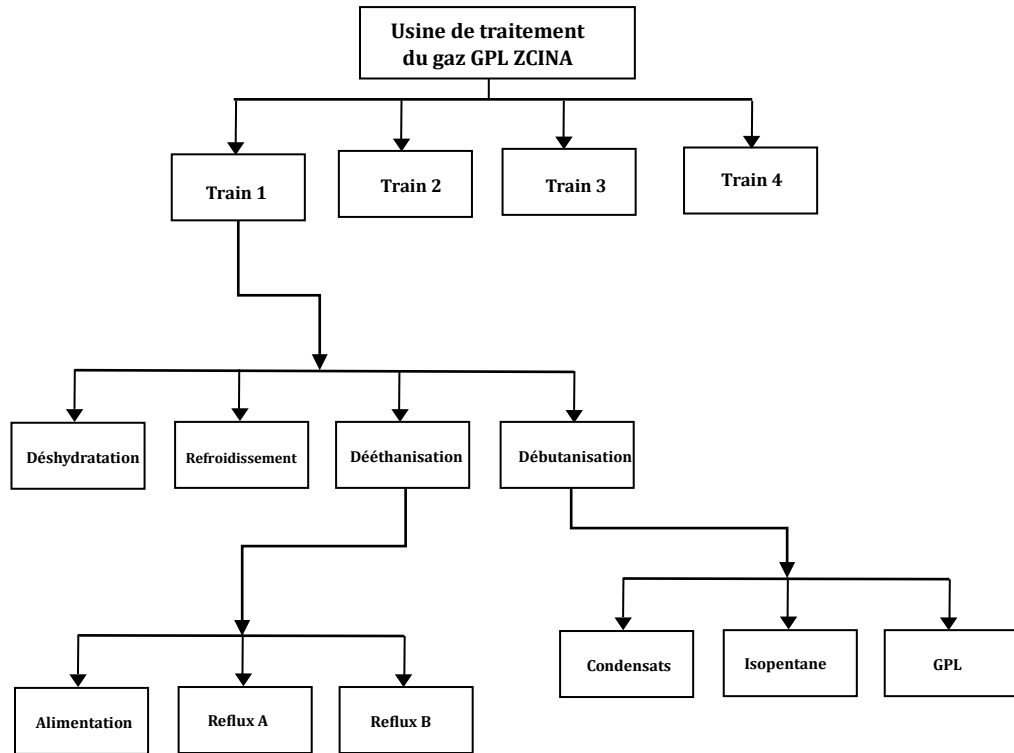 Usine de traitement
du gaz GPL ZCINA
Train 1
Train 2
Train 3
Train 4
Déshydratation
Refroidissement
Dééthanisation
Débutanisation
Condensats
Isopentane
GPL
Alimentation
Reflux A
Reflux B